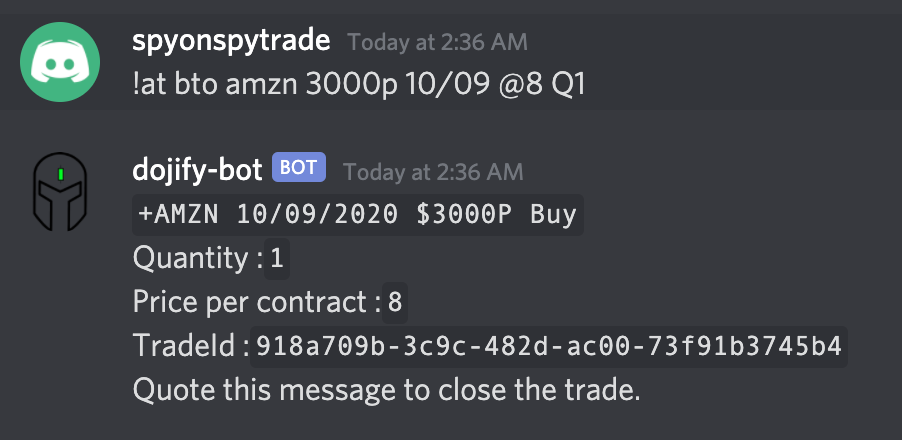 spyonspytrade Today at 2:36 AM
!at bto amzn 3000p 10/09 @8 Q1
dojify-bot BOT Today at 2:36 AM
+AMZN 10/09/2020 $3000P Buy
Quantity : 1
Price per contract : 8
TradeId : 918a709b-3c9c-482d-ac00-73f91b3745b4
Quote this message to close the trade.